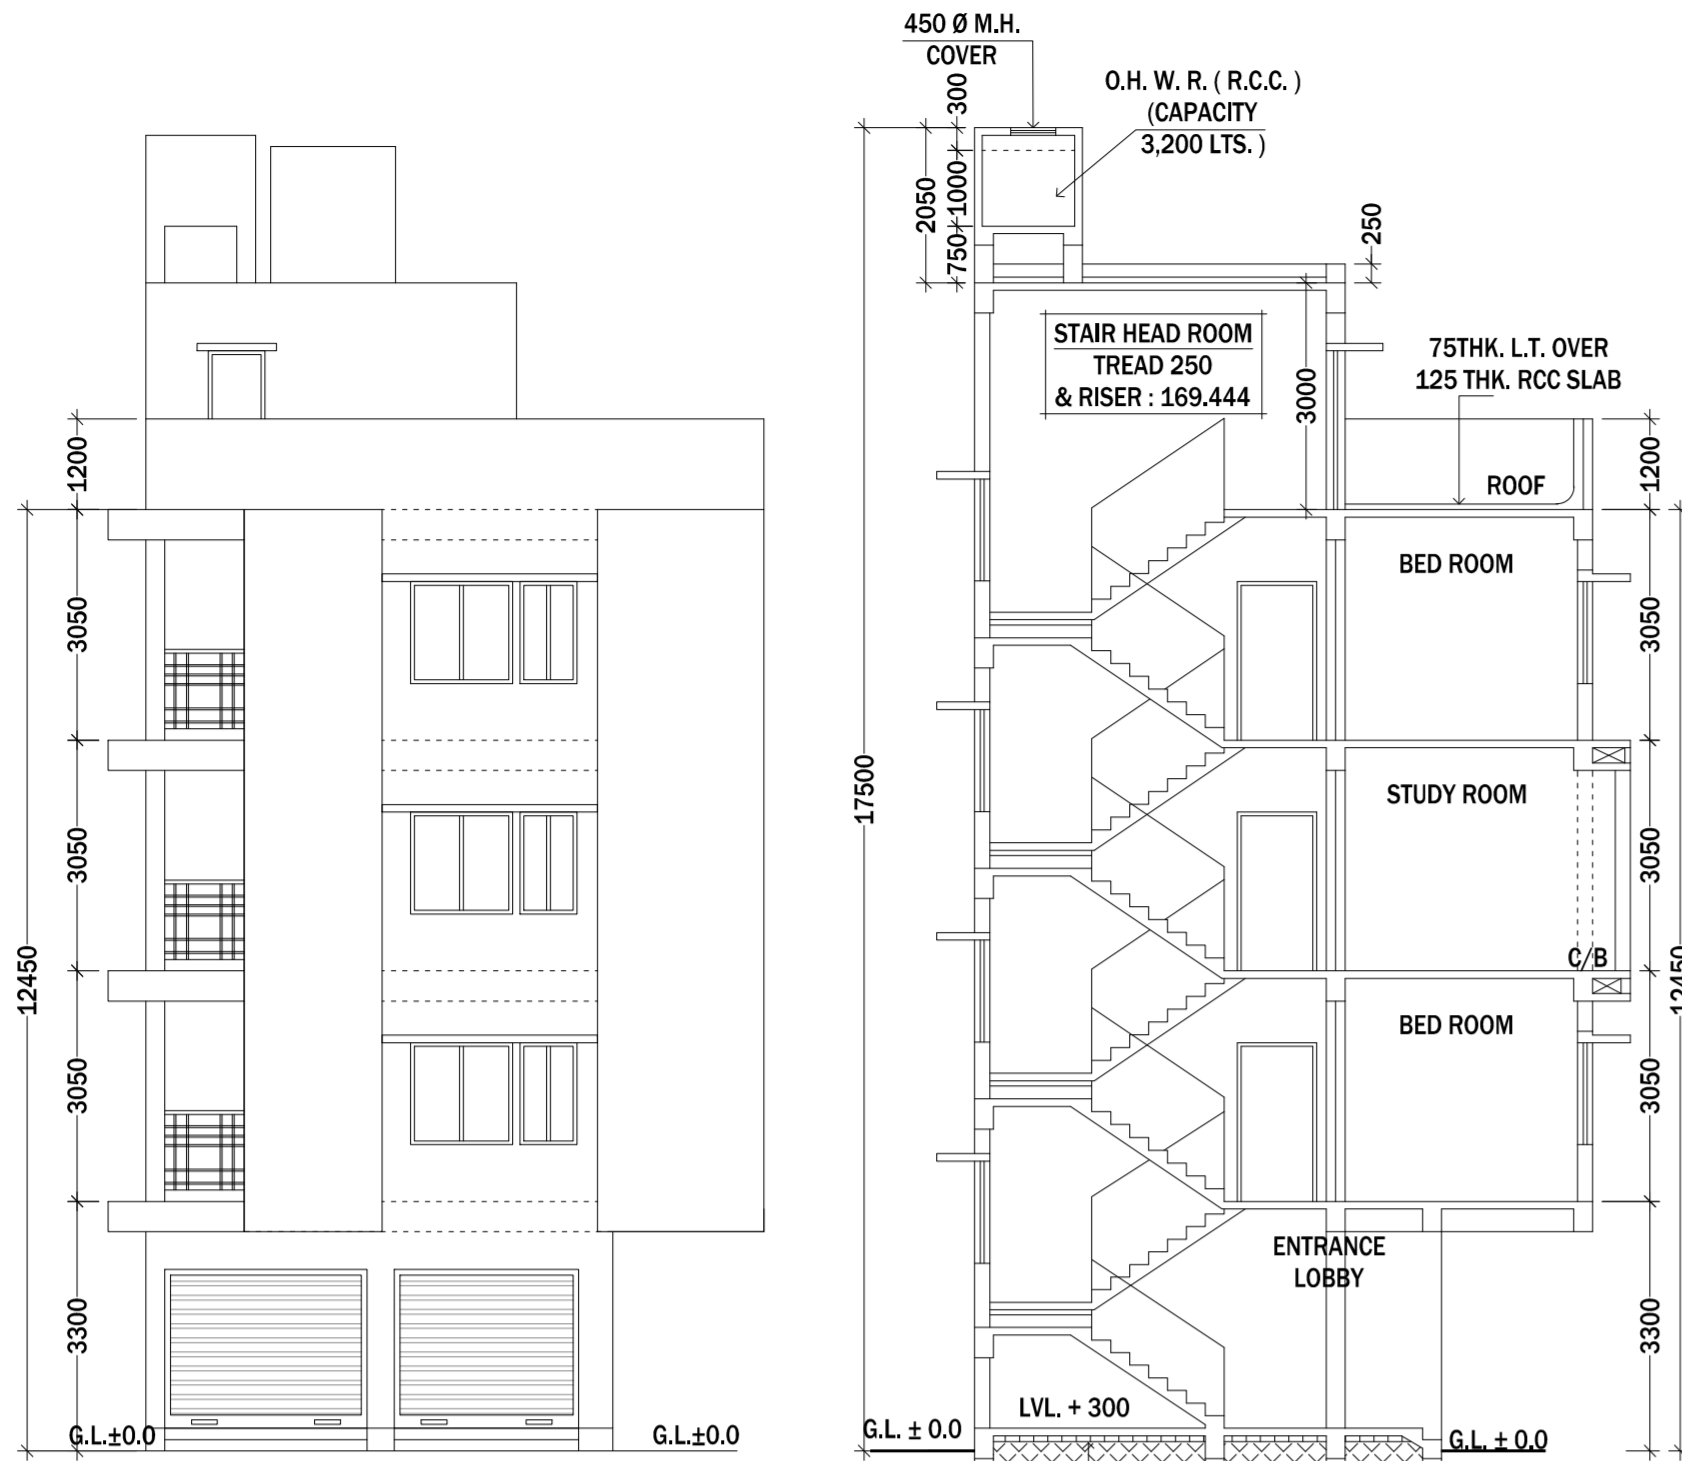 450 Ø M.H.
COVER
O.H. W. R. ( R.C.C. )
(CAPACITY
3,200 LTS. )
300
1000
2050
750
250
STAIR HEAD ROOM
TREAD 250
& RISER : 169.444
3000
75THK. L.T. OVER
125 THK. RCC SLAB
1200
1200
ROOF
BED ROOM
3050
3050
17500
STUDY ROOM
3050
3050
C/B
12450
12450
BED ROOM
3050
3050
ENTRANCE
LOBBY
3300
3300
LVL. + 300
G.L.±0.0
G.L.±0.0
G.L. ± 0.0
G.L. ± 0.0